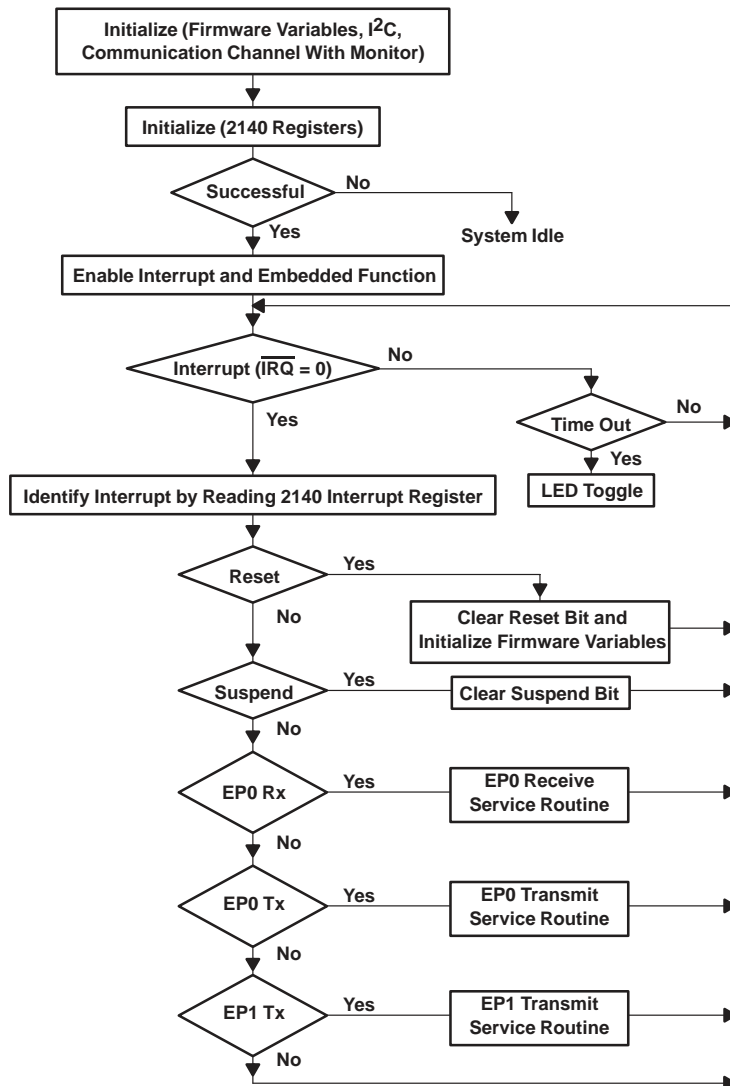 Initialize (Firmware Variables, I2C,
Communication Channel With Monitor)
Initialize (2140 Registers)
Successful
No
System Idle
Yes
Enable Interrupt and Embedded Function
Interrupt (I̅R̅Q̅ = 0)
No
Yes
Time Out
No
Yes
LED Toggle
Identify Interrupt by Reading 2140 Interrupt Register
Reset
Yes
Clear Reset Bit and
Initialize Firmware Variables
No
Suspend
Yes
Clear Suspend Bit
No
EP0 Rx
Yes
EP0 Receive
Service Routine
No
EP0 Tx
Yes
EP0 Transmit
Service Routine
No
EP1 Tx
Yes
EP1 Transmit
Service Routine
No